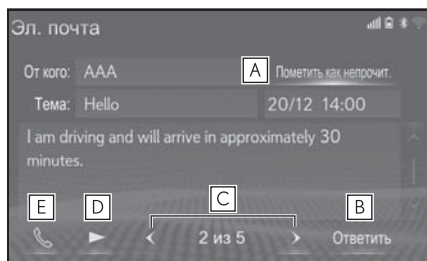 Эл. почта
От кого: AAA A Пометить как непрочит.
Тема: Hello 20/12 14:00
I am driving and will arrive in approximately 30
minutes.
E D C B
2 из 5 Ответить